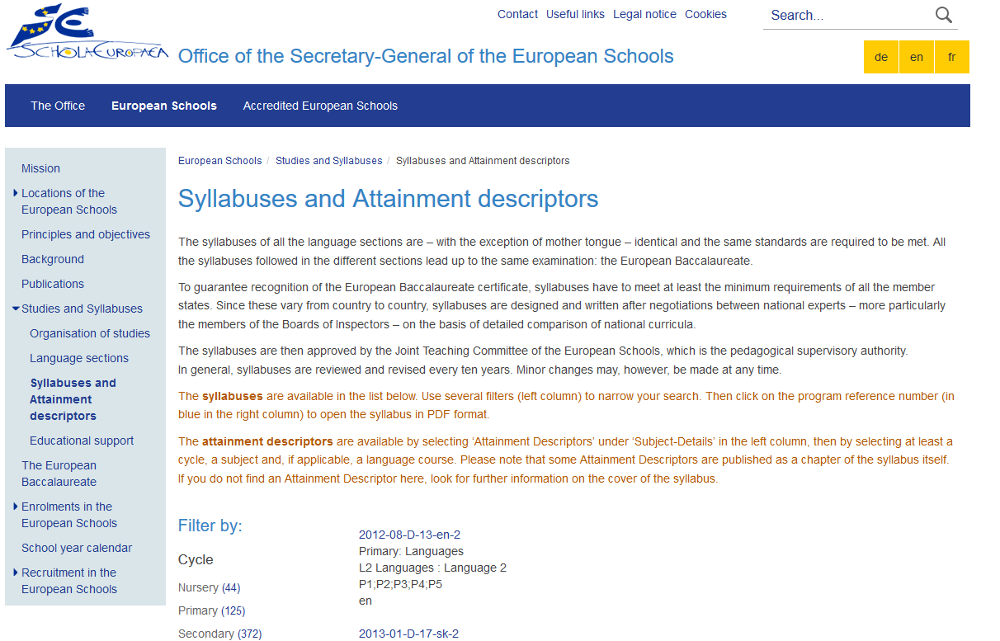 Contact Useful links Legal notice Cookies
Search...
SCHOLA EUROPAEA
Office of the Secretary-General of the European Schools
de en fr
The Office European Schools Accredited European Schools
Mission
Locations of the
European Schools
Principles and objectives
Background
Publications
Studies and Syllabuses
Organisation of studies
Language sections
Syllabuses and
Attainment
descriptors
Educational support
The European
Baccalaureate
Enrolments in the
European Schools
School year calendar
Recruitment in the
European Schools
European Schools / Studies and Syllabuses / Syllabuses and Attainment descriptors
Syllabuses and Attainment descriptors
The syllabuses of all the language sections are – with the exception of mother tongue – identical and the same standards are required to be met. All
the syllabuses followed in the different sections lead up to the same examination: the European Baccalaureate.
To guarantee recognition of the European Baccalaureate certificate, syllabuses have to meet at least the minimum requirements of all the member
states. Since these vary from country to country, syllabuses are designed and written after negotiations between national experts – more particularly
the members of the Boards of Inspectors – on the basis of detailed comparison of national curricula.
The syllabuses are then approved by the Joint Teaching Committee of the European Schools, which is the pedagogical supervisory authority.
In general, syllabuses are reviewed and revised every ten years. Minor changes may, however, be made at any time.
The syllabuses are available in the list below. Use several filters (left column) to narrow your search. Then click on the program reference number (in
blue in the right column) to open the syllabus in PDF format.
The attainment descriptors are available by selecting ‘Attainment Descriptors’ under ‘Subject-Details’ in the left column, then by selecting at least a
cycle, a subject and, if applicable, a language course. Please note that some Attainment Descriptors are published as a chapter of the syllabus itself.
If you do not find an Attainment Descriptor here, look for further information on the cover of the syllabus.
Filter by:
Cycle
Nursery (44)
Primary (125)
Secondary (372)
2012-08-D-13-en-2
Primary: Languages
L2 Languages : Language 2
P1;P2;P3;P4;P5
en
2013-01-D-17-sk-2